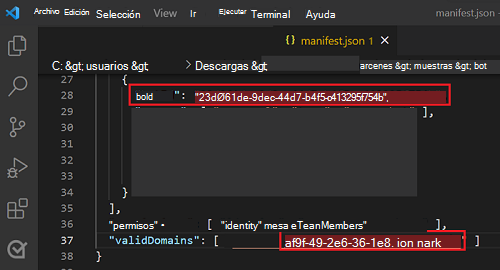 Archivo Edición Selección Ver Ir Ejecutar Terminal Ayuda manifest.json -
manifest.json 1 ×
C: &gt; usuarios &gt > Descargas &gt arcenes &gt; muestras &gt; bot
27 {
28 bold ": "23dØ61de-9dec-44d7-b4f5-o413295f754b",
29 ],
30
31
32
33
34 }
35 ],
36 "permisos" • [ "identity" mesa eTeanMembers" ],
37 "validDomains": [ af9f-49-2e6-36-1e8. ion nark " ]
38 }